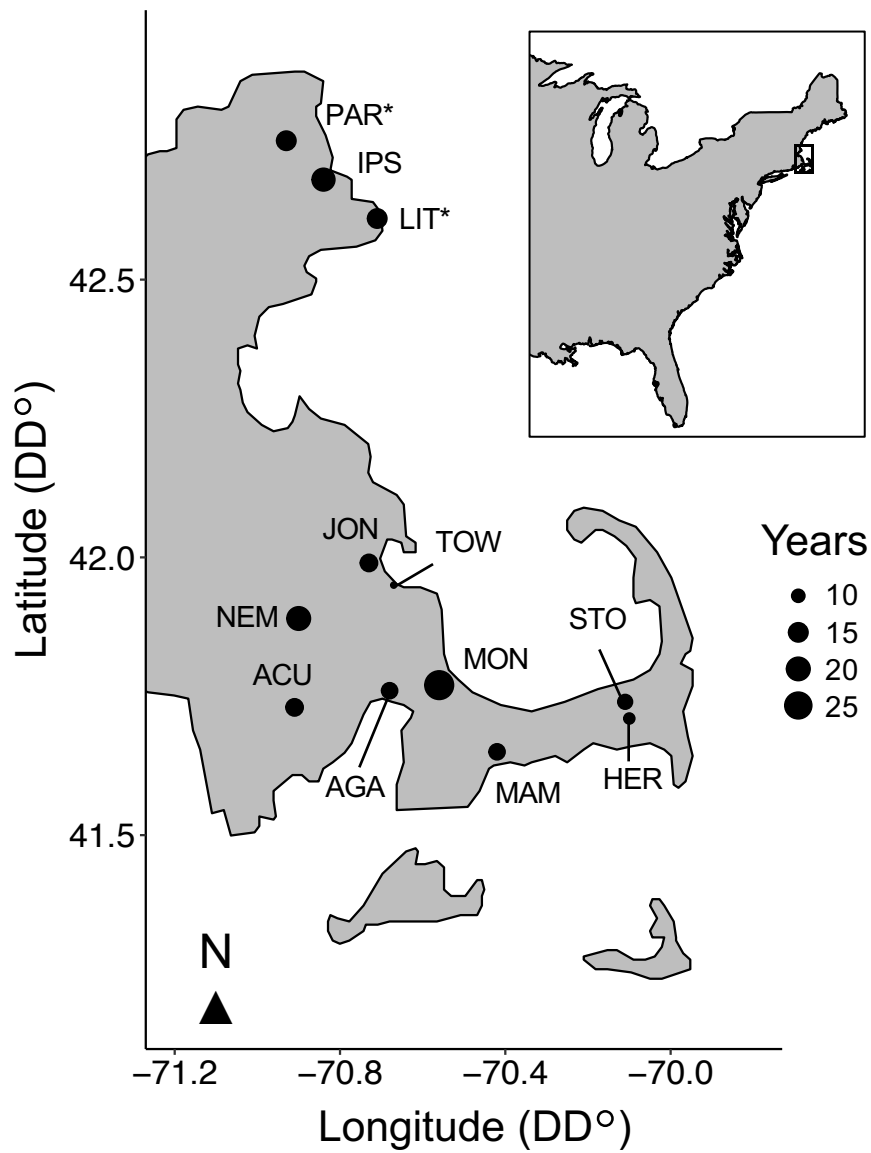 PAR*
IPS
LIT*
42.5
JON
TOW
42.0
Years
10
NEM
STO
15
MON
20
ACU
25
AGA
MAM
HER
41.5
Latitude (DD°)
N
−71.2
−70.8
−70.4
−70.0
Longitude (DD°)